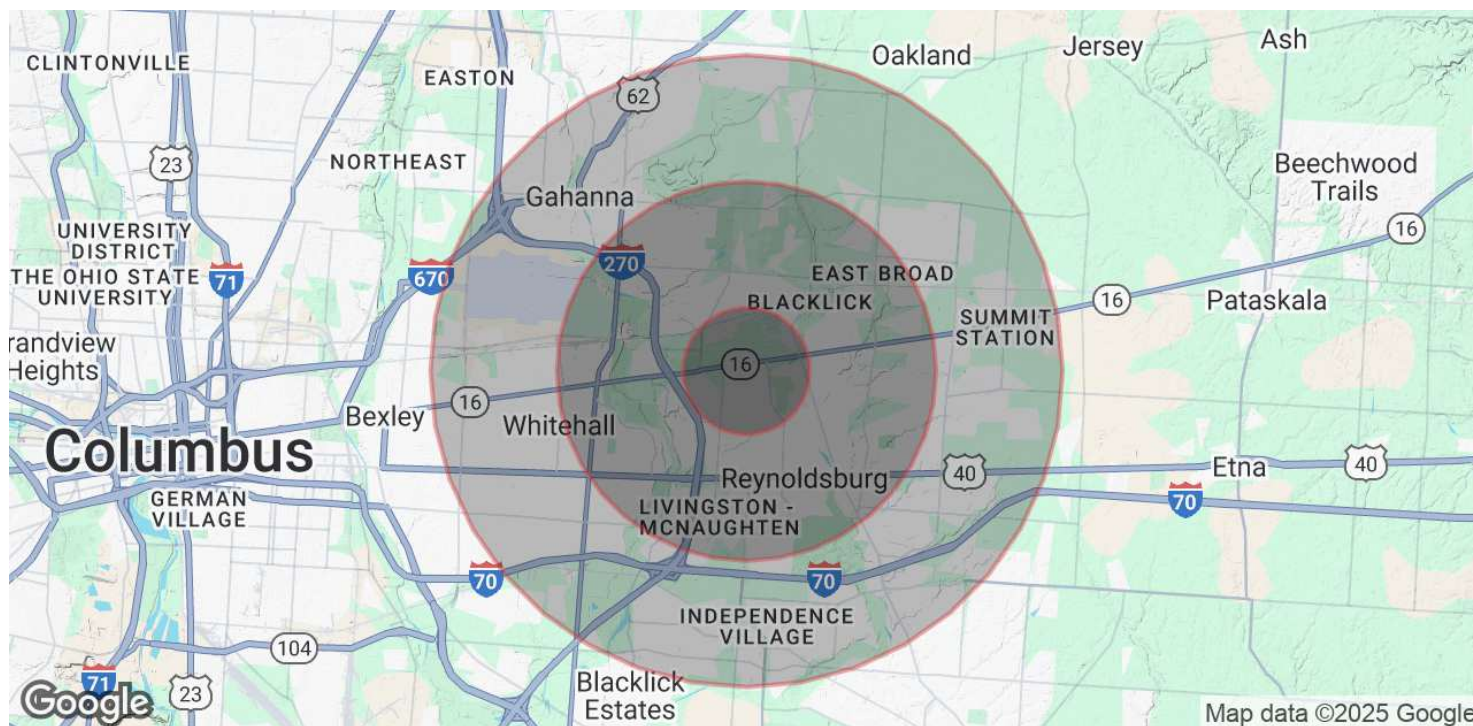 Oakland
Jersey
Ash
CLINTONVILLE
EASTON
62
23
NORTHEAST
Beechwood
Trails
Gahanna
16
UNIVERSITY
DISTRICT
THE OHIO STATE
UNIVERSITY
71
670
270
EAST BROAD
BLACKLICK
16
Pataskala
SUMMIT
STATION
randview
Heights
16
Bexley
16
Whitehall
Columbus
Reynoldsburg
40
Etna
40
GERMAN
VILLAGE
LIVINGSTON -
MCNAUGHTEN
70
70
70
INDEPENDENCE
VILLAGE
104
71
23
Blacklick
Estates
Google
Map data ©2025 Google